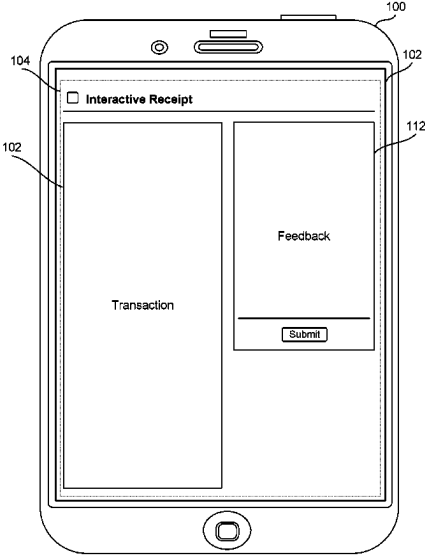 100
102
104
Interactive Receipt
112
102
Feedback
Transaction
Submit